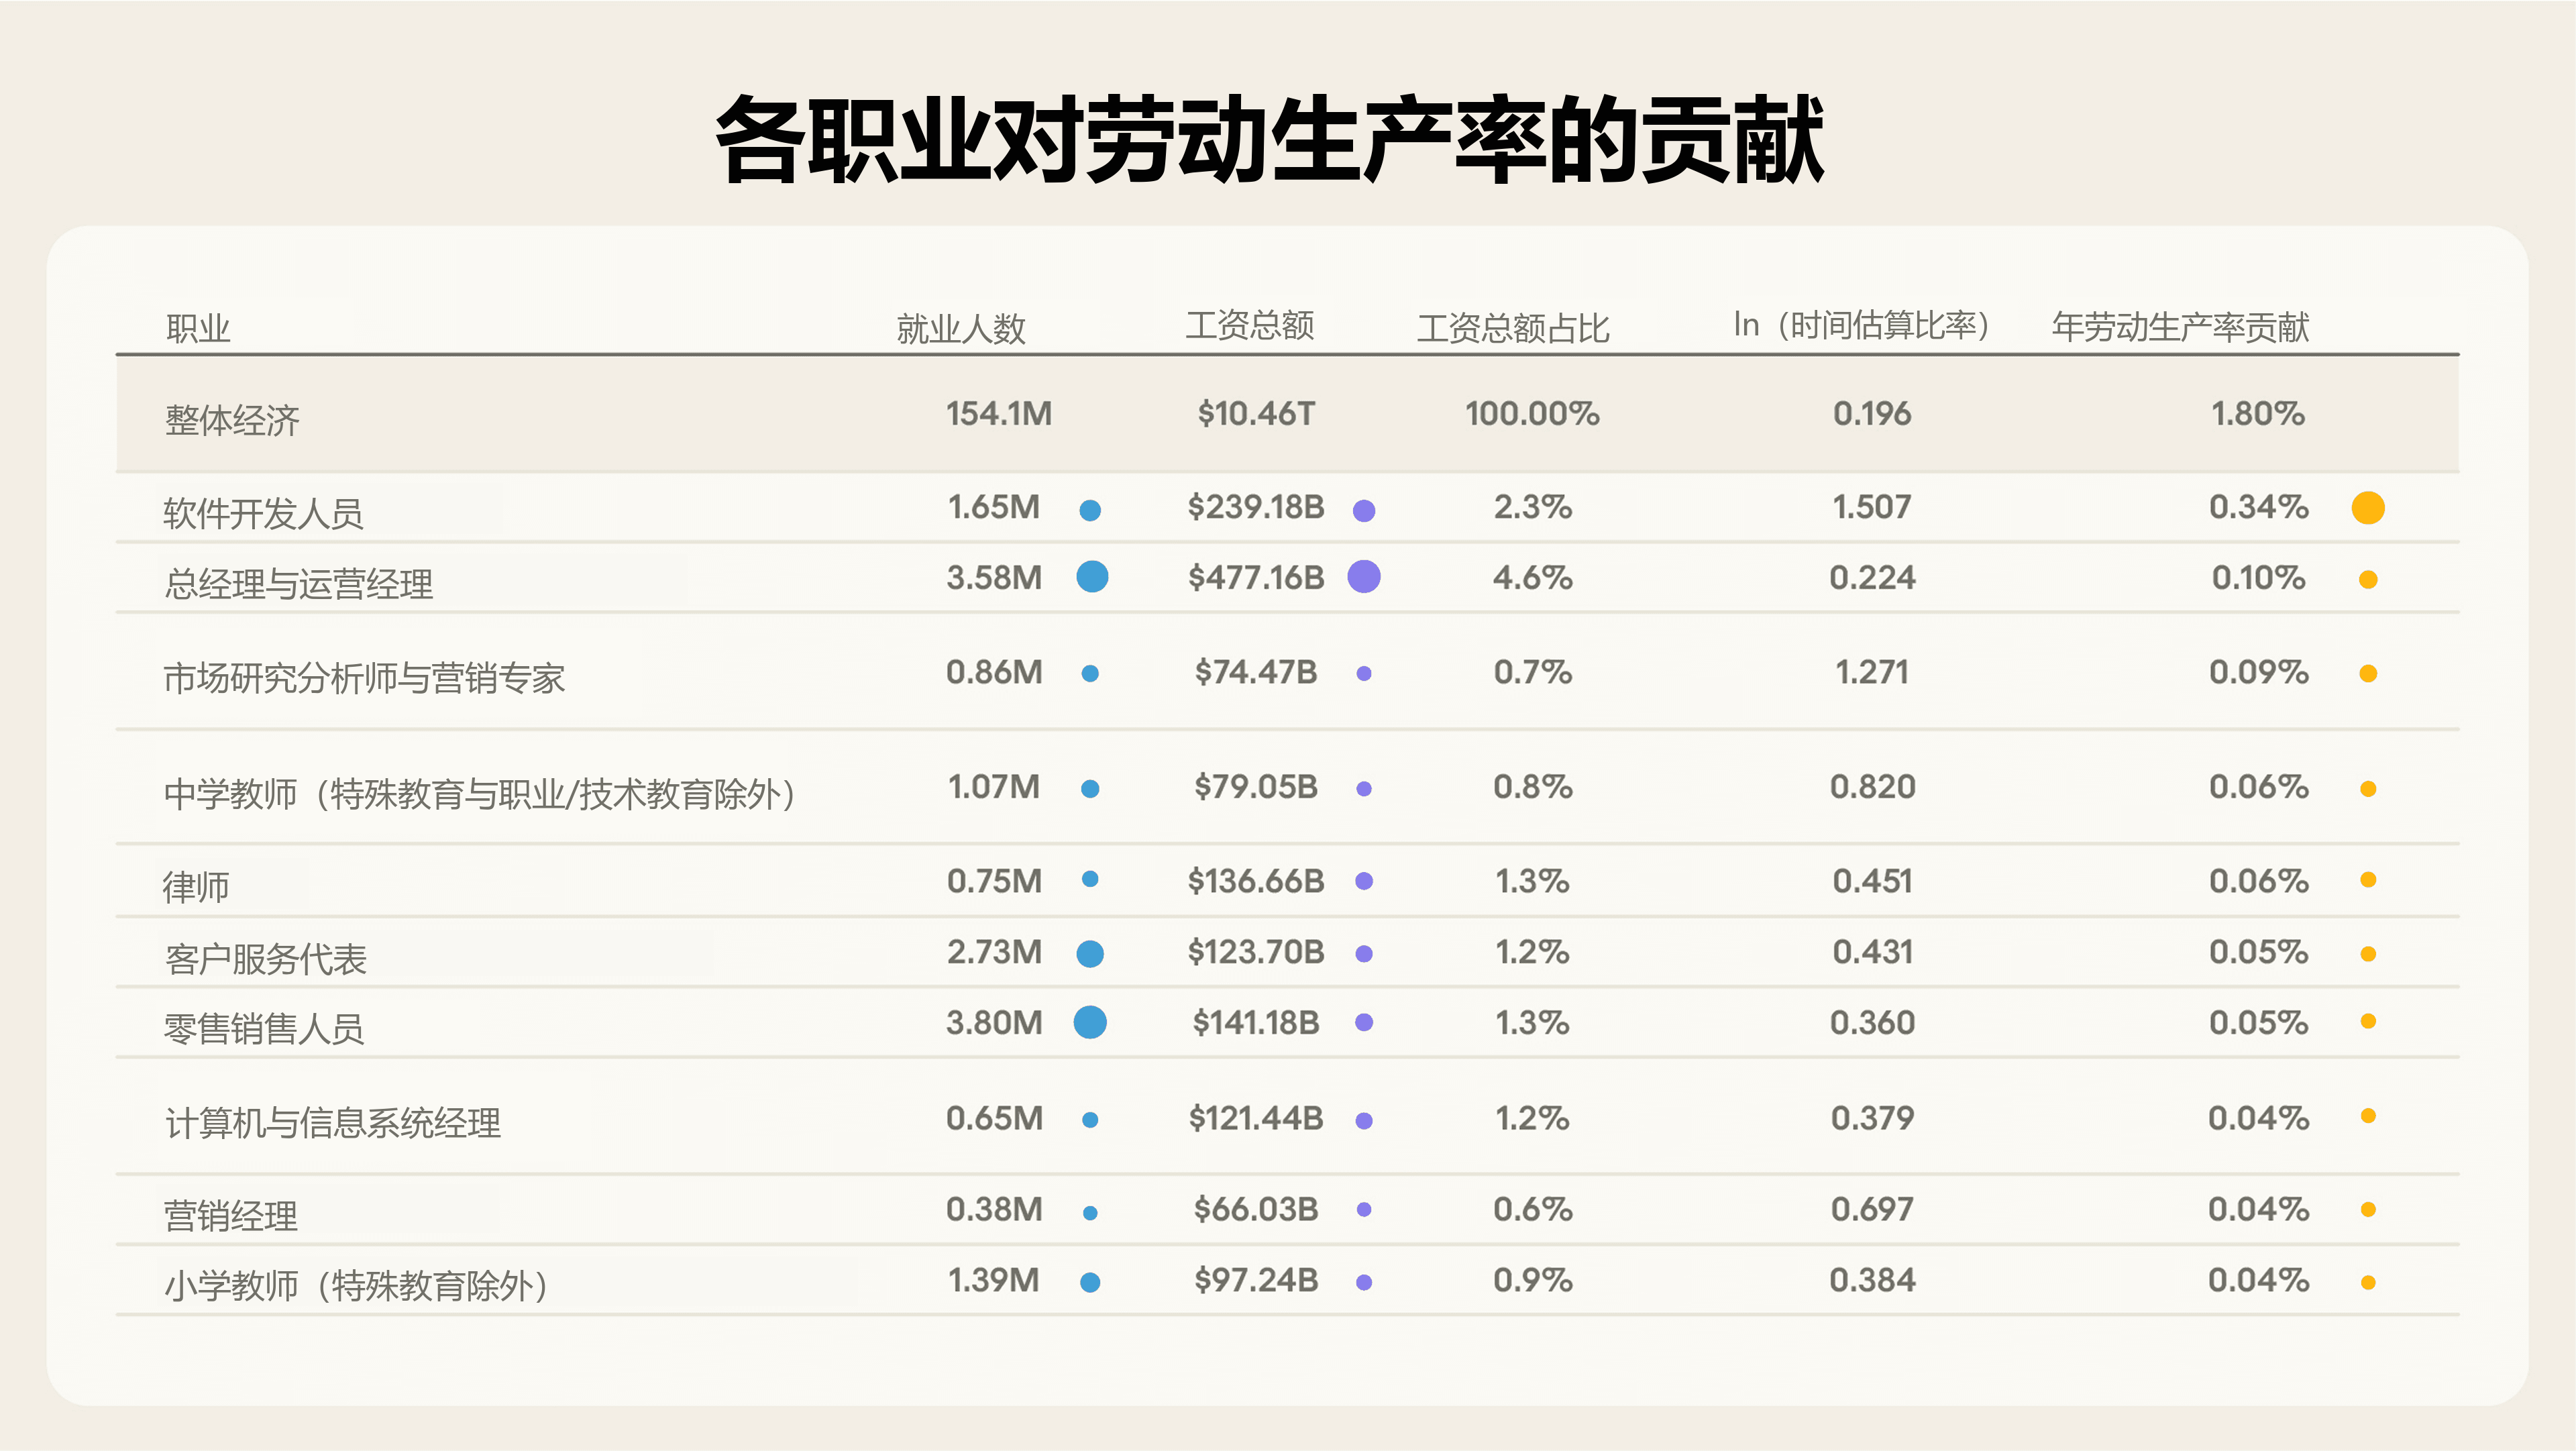 各职业对劳动生产率的贡献
职业 就业人数 工资总额 工资总额占比 ln（时间估算比率） 年劳动生产率贡献
整体经济 154.1M $10.46T 100.00% 0.196 1.80%
软件开发人员 1.65M $239.18B 2.3% 1.507 0.34%
总经理与运营经理 3.58M $477.16B 4.6% 0.224 0.10%
市场研究分析师与营销专家 0.86M $74.47B 0.7% 1.271 0.09%
中学教师（特殊教育与职业/技术教育除外） 1.07M $79.05B 0.8% 0.820 0.06%
律师 0.75M $136.66B 1.3% 0.451 0.06%
客户服务代表 2.73M $123.70B 1.2% 0.431 0.05%
零售销售人员 3.80M $141.18B 1.3% 0.360 0.05%
计算机与信息系统经理 0.65M $121.44B 1.2% 0.379 0.04%
营销经理 0.38M $66.03B 0.6% 0.697 0.04%
小学教师（特殊教育除外） 1.39M $97.24B 0.9% 0.384 0.04%